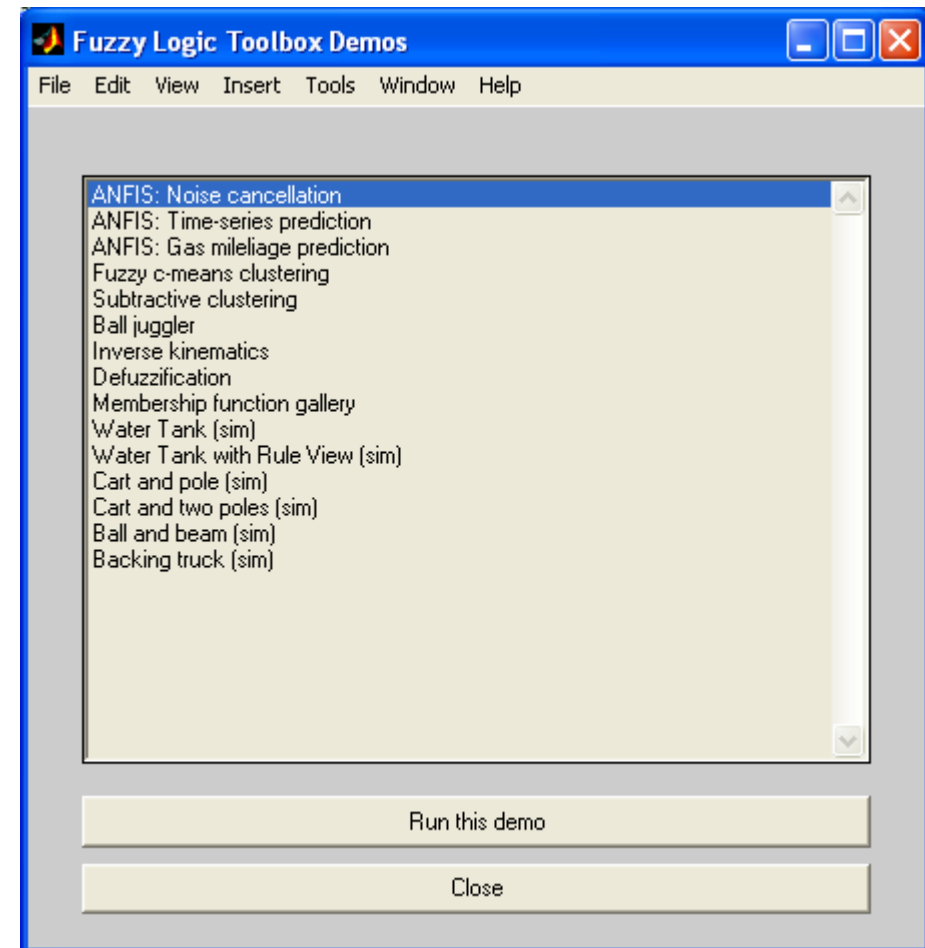 Fuzzy Logic Toolbox Demos
File Edit View Insert Tools Window Help
ANFIS: Noise cancellation
ANFIS: Time-series prediction
ANFIS: Gas mileliage prediction
Fuzzy c-means clustering
Subtractive clustering
Ball juggler
Inverse kinematics
Defuzzification
Membership function gallery
Water Tank (sim)
Water Tank with Rule View (sim)
Cart and pole (sim)
Cart and two poles (sim)
Ball and beam (sim)
Backing truck (sim)
Run this demo
Close